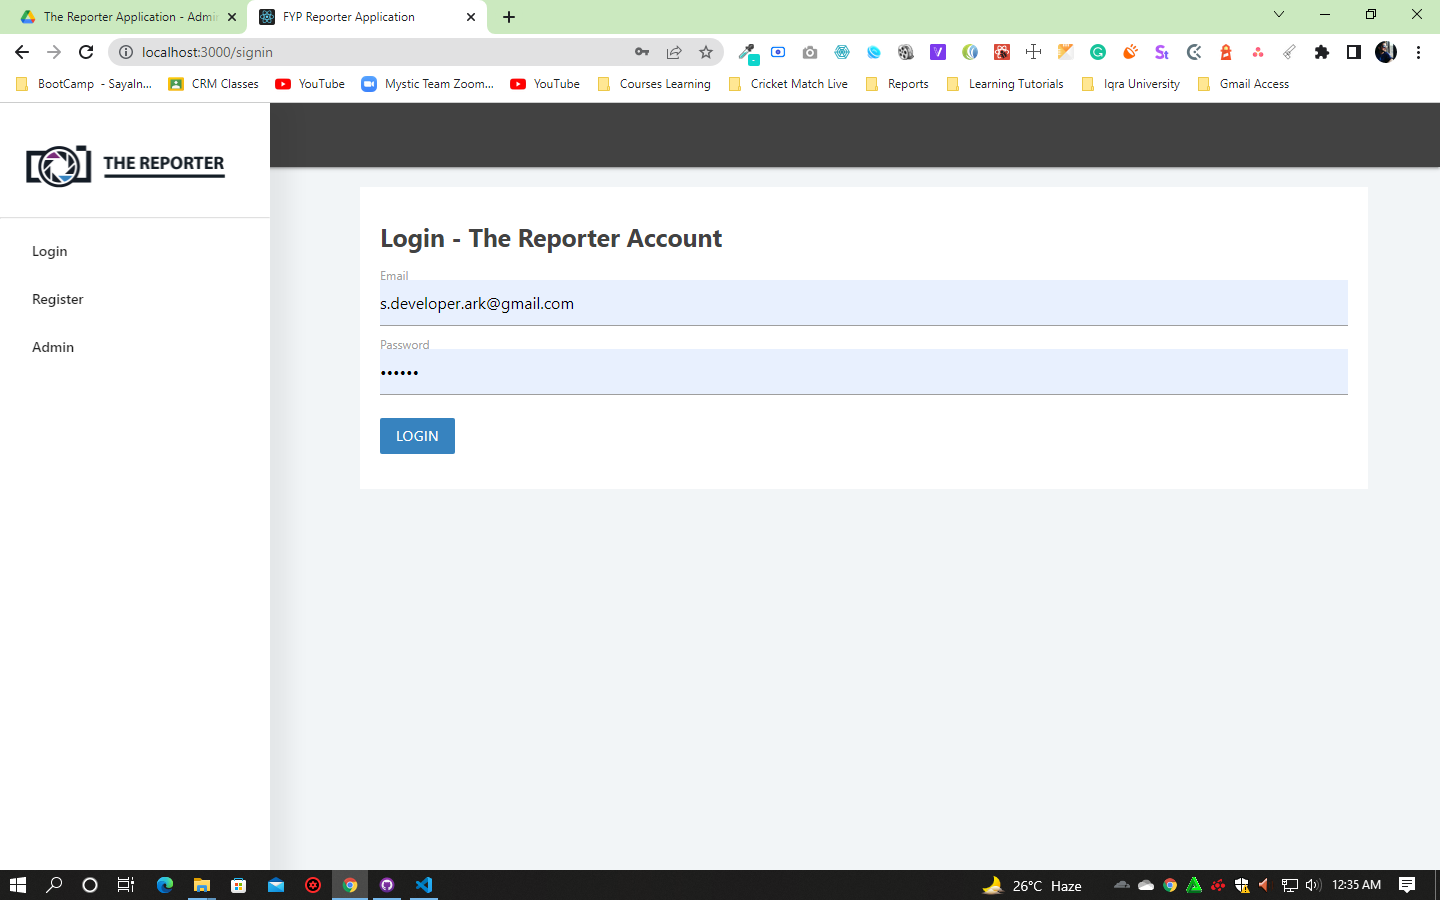 The Reporter Application - Admi
FYP Reporter Application
localhost:3000/signin
BootCamp - SayaIn...
CRM Classes
YouTube
Mystic Team Zoom...
YouTube
Courses Learning
Cricket Match Live
Reports
Learning Tutorials
Iqra University
Gmail Access
THE REPORTER
Login
Register
Admin
Login - The Reporter Account
Email
s.developer.ark@gmail.com
Password
LOGIN
26°C Haze
12:35 AM